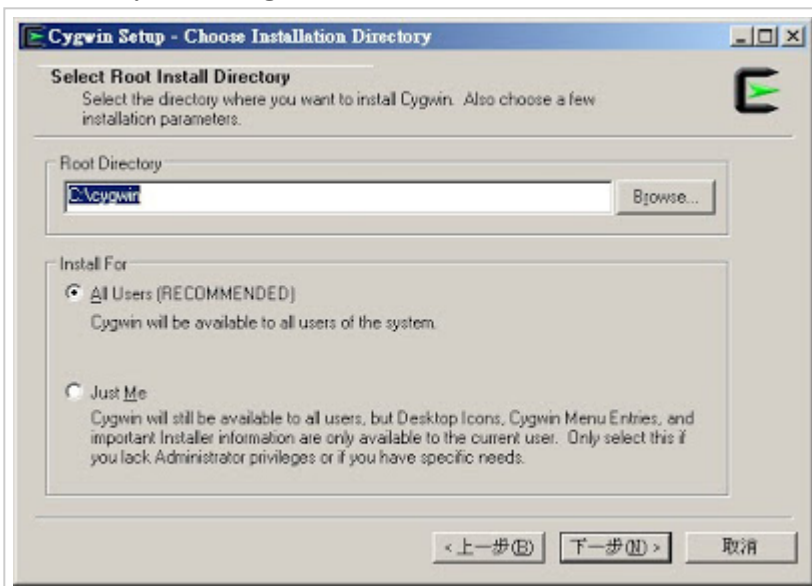 Cygwin Setup - Choose Installation Directory
Select Root Install Directory
Select the directory where you want to install Cygwin. Also choose a few
installation parameters.
Root Directory
C:\cygwin
Browse...
Install For
All Users (RECOMMENDED)
Cygwin will be available to all users of the system.
Just Me
Cygwin will still be available to all users, but Desktop Icons, Cygwin Menu Entries, and
important Installer information are only available to the current user. Only select this if
you lack Administrator privileges or if you have specific needs.
<上一步(B) 下一步(N)> 取消